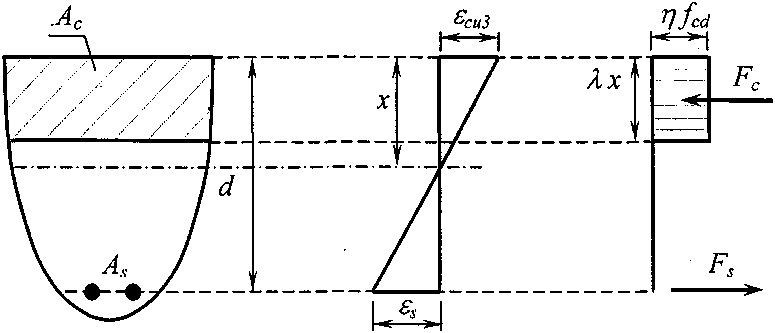 A_c
ε_cu3
η f_cd
x
λ x
F_c
d
A_s
F_s
ε_s